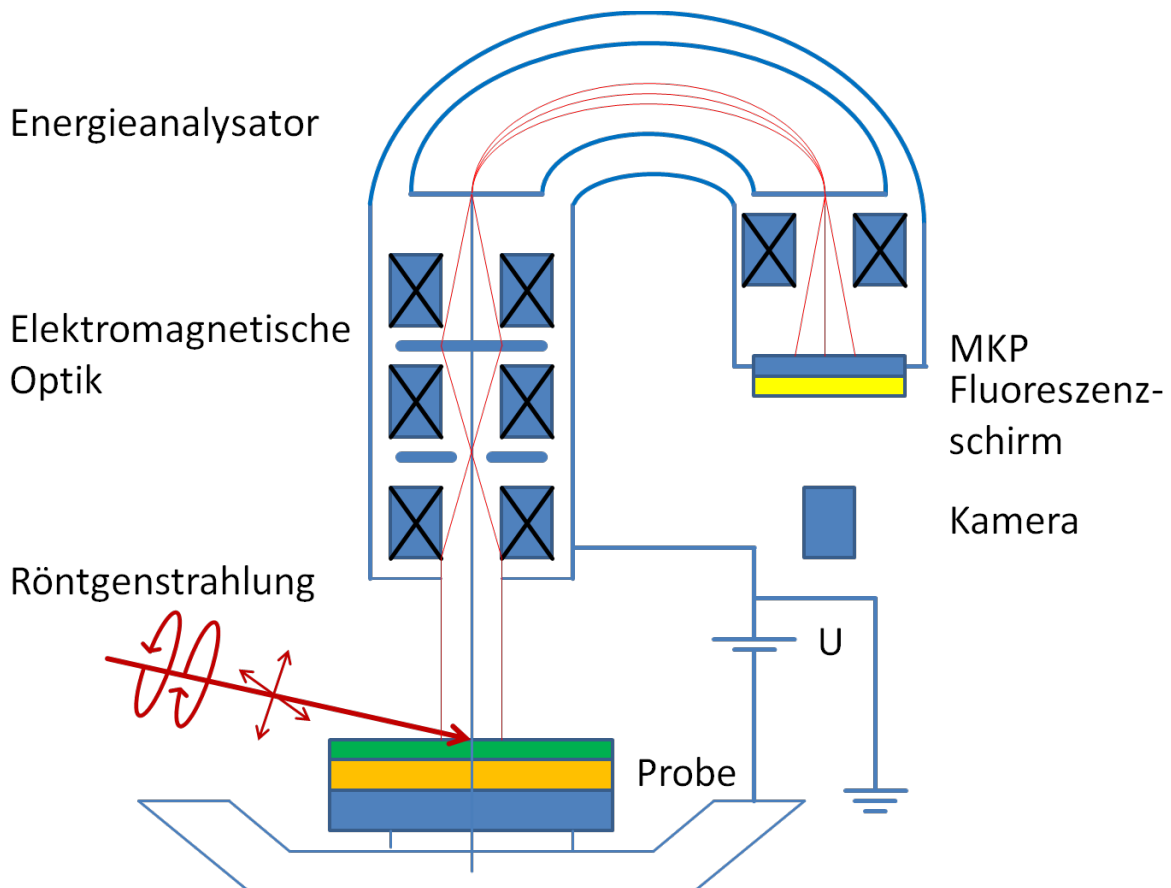 Energieanalysator
Elektromagnetische
Optik
MKP
Fluoreszenz-
schirm
Kamera
Röntgenstrahlung
U
Probe